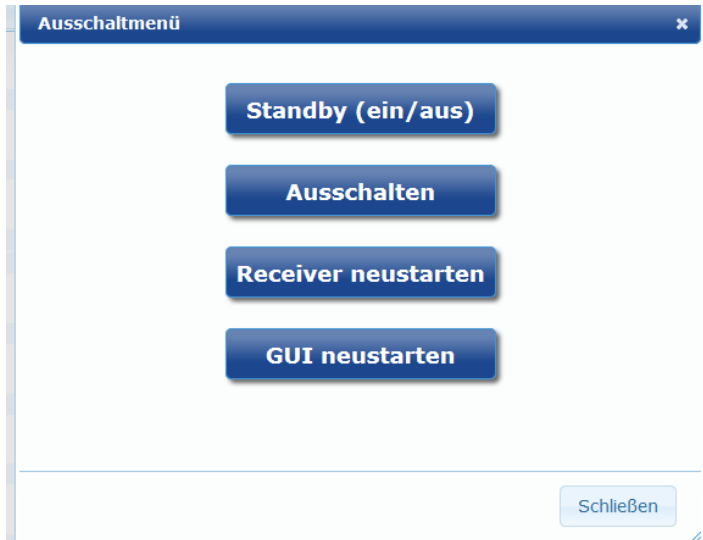 Ausschaltmenü
Standby (ein/aus)
Ausschalten
Receiver neustarten
GUI neustarten
Schließen